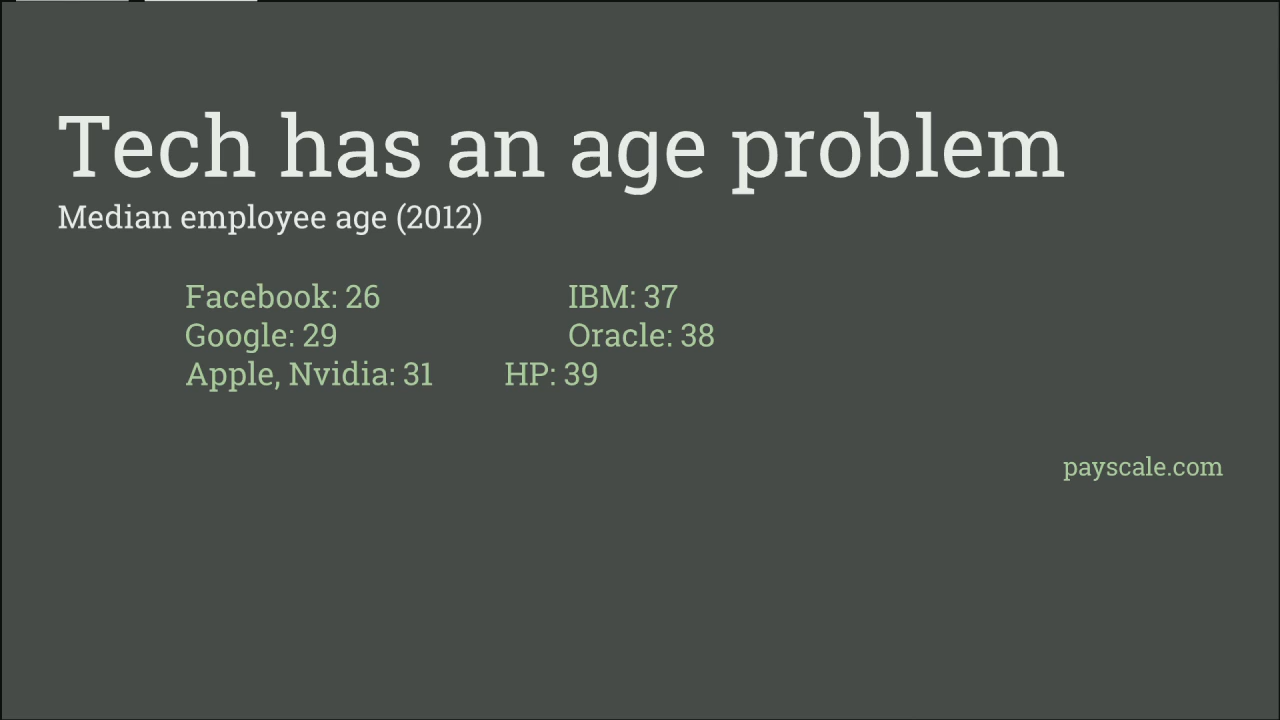 Tech has an age problem
Median employee age (2012)
Facebook: 26 IBM: 37
Google: 29 Oracle: 38
Apple, Nvidia: 31 HP: 39
payscale.com